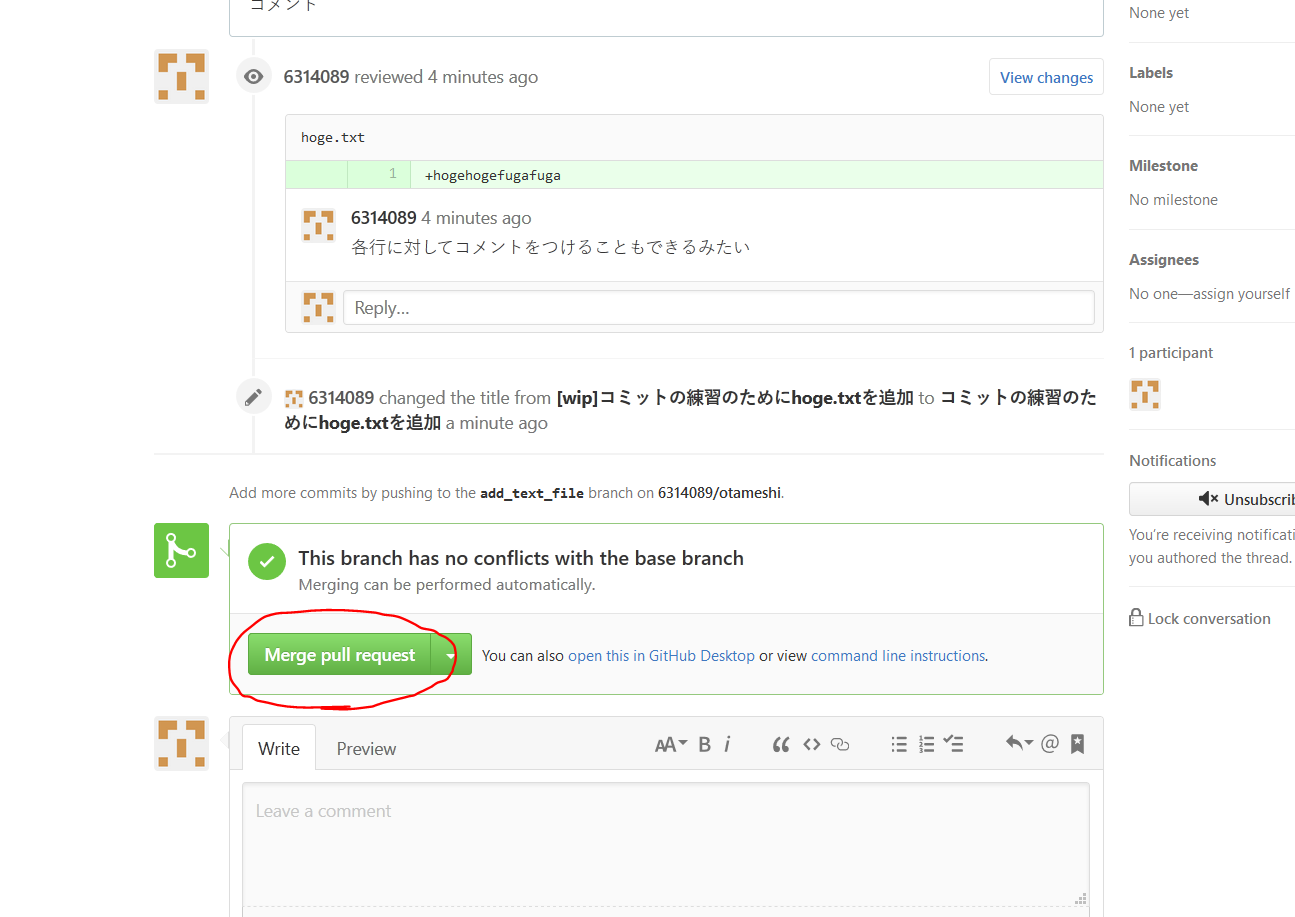 コメント
6314089 reviewed 4 minutes ago
View changes
hoge.txt
1 +hogehogefugafuga
6314089 4 minutes ago
各行に対してコメントをつけることもできるみたい
Reply...
6314089 changed the title from [wip]コミットの練習のためにhoge.txtを追加 to コミットの練習のた
めにhoge.txtを追加 a minute ago
Add more commits by pushing to the add_text_file branch on 6314089/otameshi.
This branch has no conflicts with the base branch
Merging can be performed automatically.
Merge pull request
You can also open this in GitHub Desktop or view command line instructions.
Write
Preview
AA B i
@
Leave a comment
None yet
Labels
None yet
Milestone
No milestone
Assignees
No one—assign yourself
1 participant
Notifications
Unsubscrib
You're receiving notificati
you authored the thread.
Lock conversation